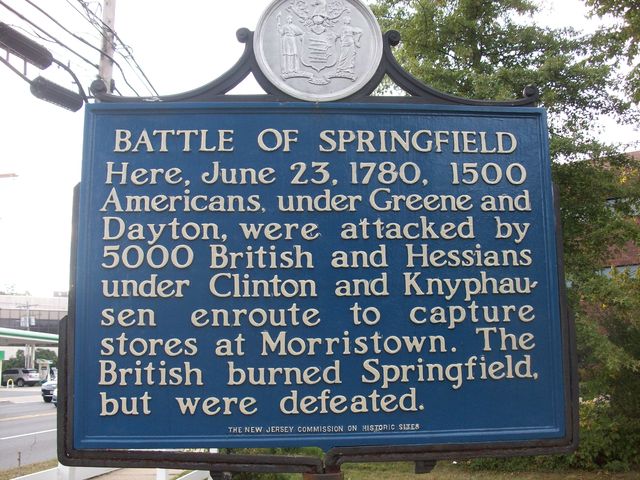 BATTLE OF SPRINGFIELD
Here, June 23, 1780, 1500
Americans, under Greene and
Dayton, were attacked by
5000 British and Hessians
under Clinton and Knyphau-
sen enroute to capture
stores at Morristown. The
British burned Springfield,
but were defeated.
THE NEW JERSEY COMMISSION ON HISTORIC SITES